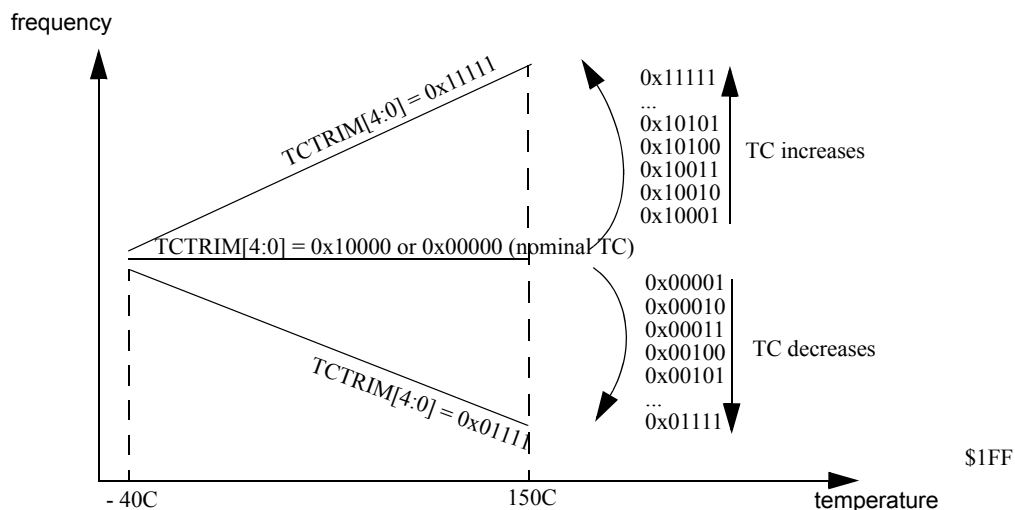 frequency
TCTRIM[4:0] = 0x11111
0x11111
...
0x10101
0x10100
0x10011
0x10010
0x10001
TC increases
TCTRIM[4:0] = 0x10000 or 0x00000 (nominal TC)
0x00001
0x00010
0x00011
0x00100
0x00101
...
0x01111
TC decreases
TCTRIM[4:0] = 0x01111
$1FF
- 40C
150C
temperature